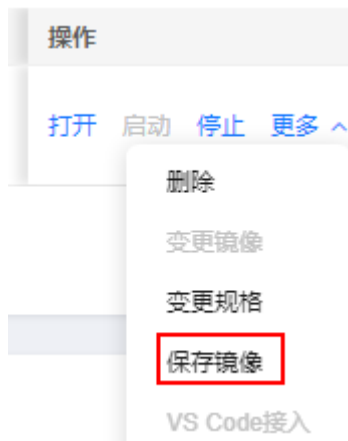 操作
打开 启动 停止 更多
删除
变更镜像
变更规格
保存镜像
VS Code接入